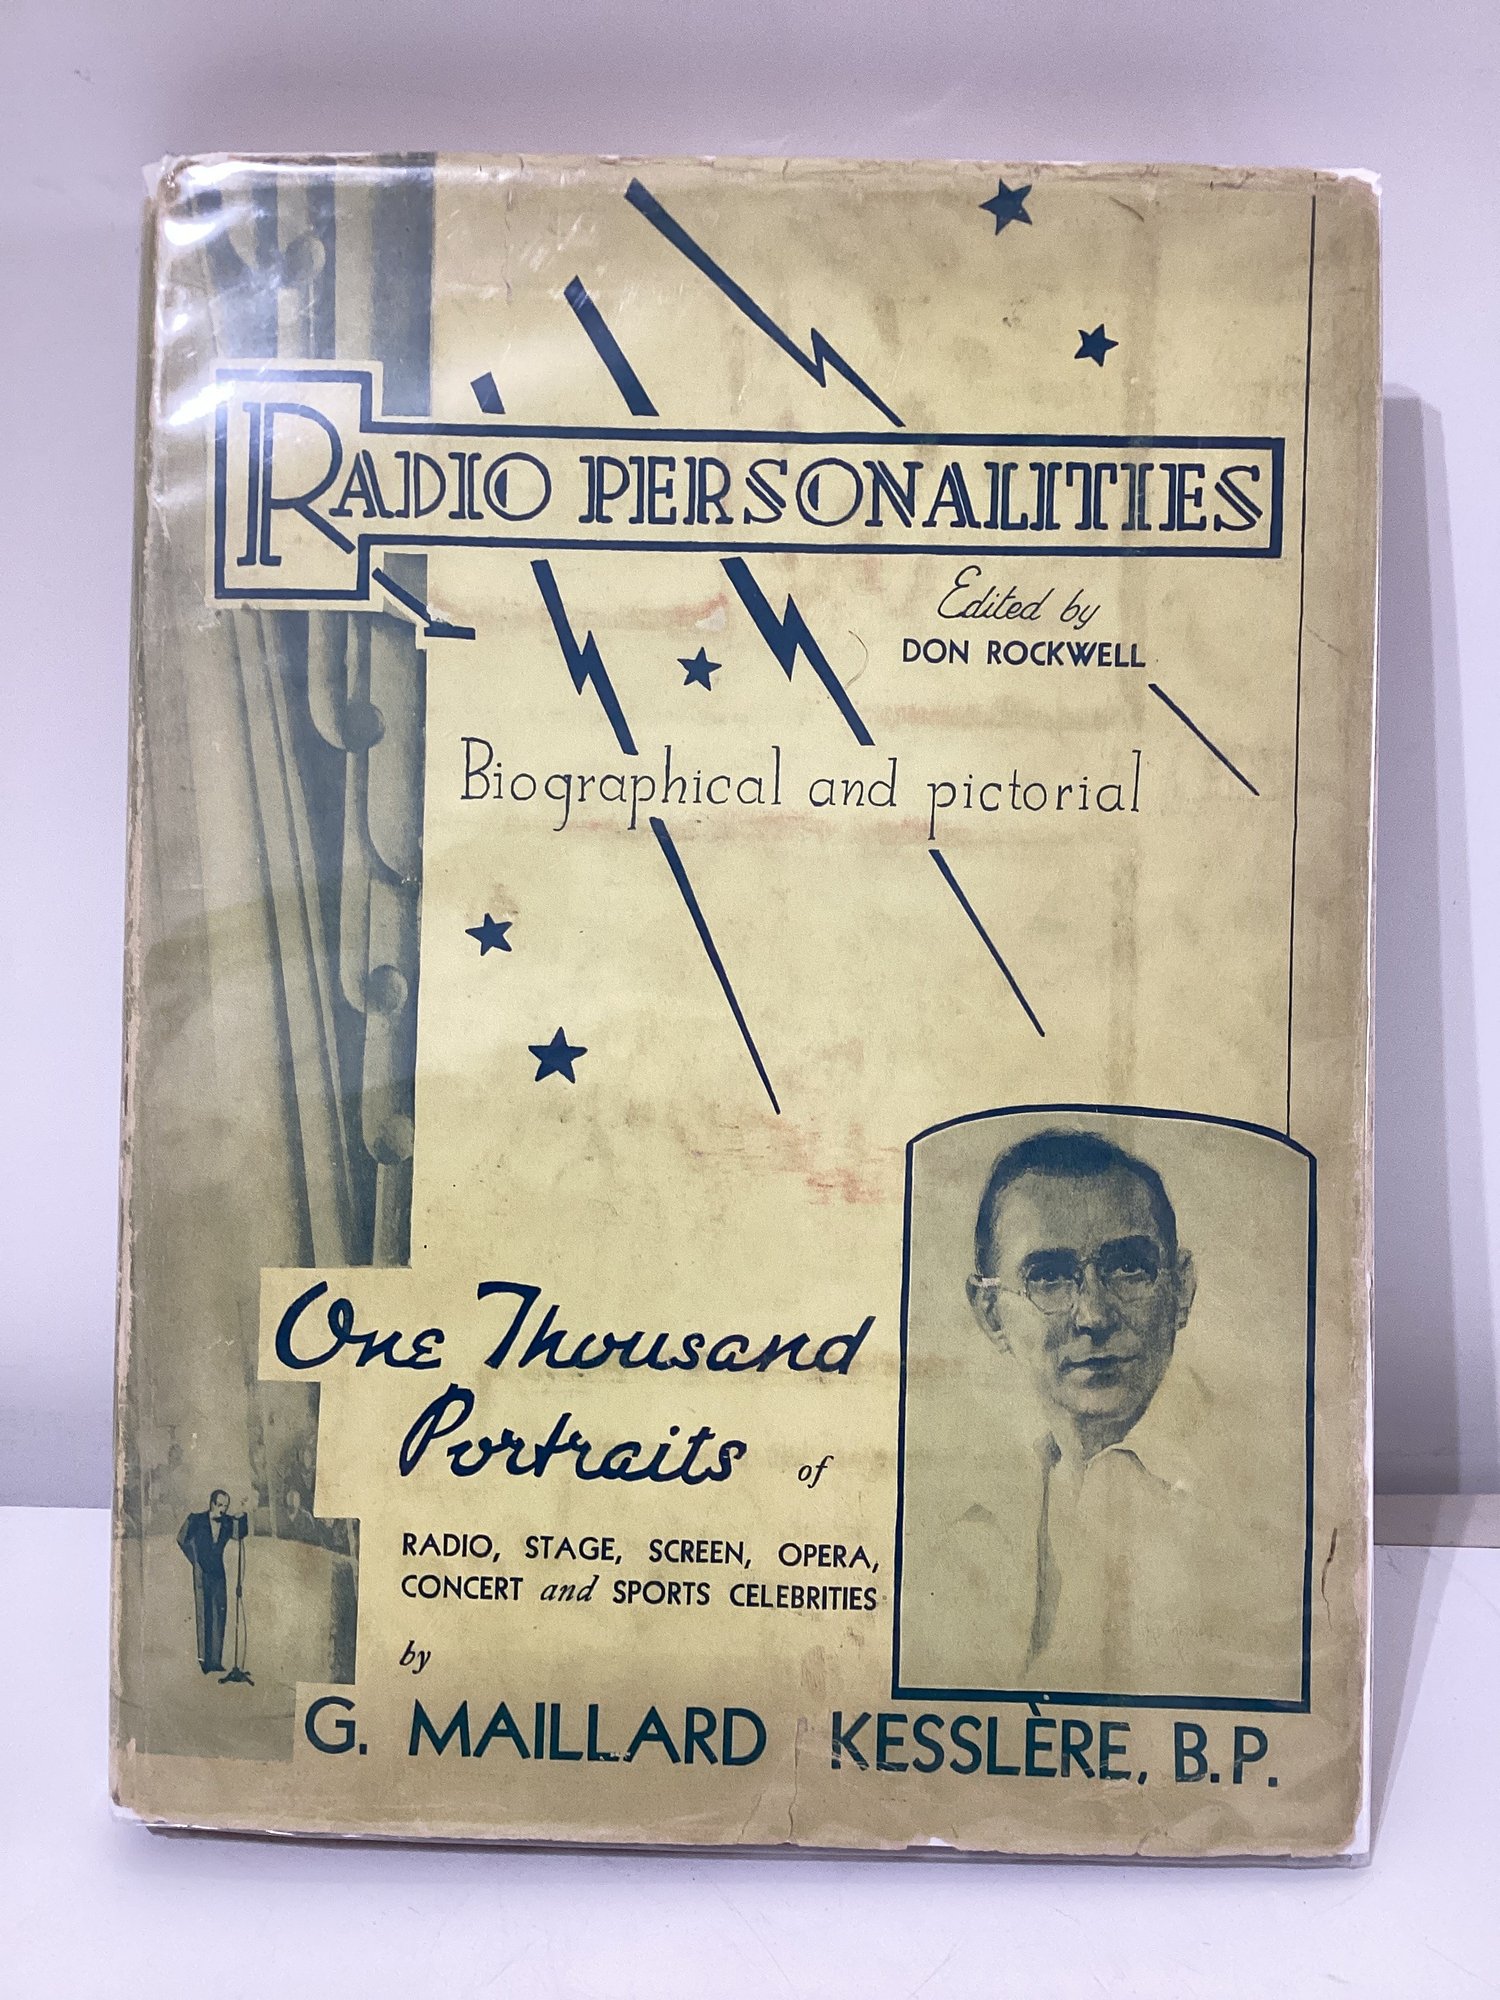 RADIO PERSONALITIES
Edited by
DON ROCKWELL
Biographical and pictorial
One Thousand
Portraits of
RADIO, STAGE, SCREEN, OPERA,
CONCERT and SPORTS CELEBRITIES
by
G. MAILLARD KESSLÈRE, B.P.